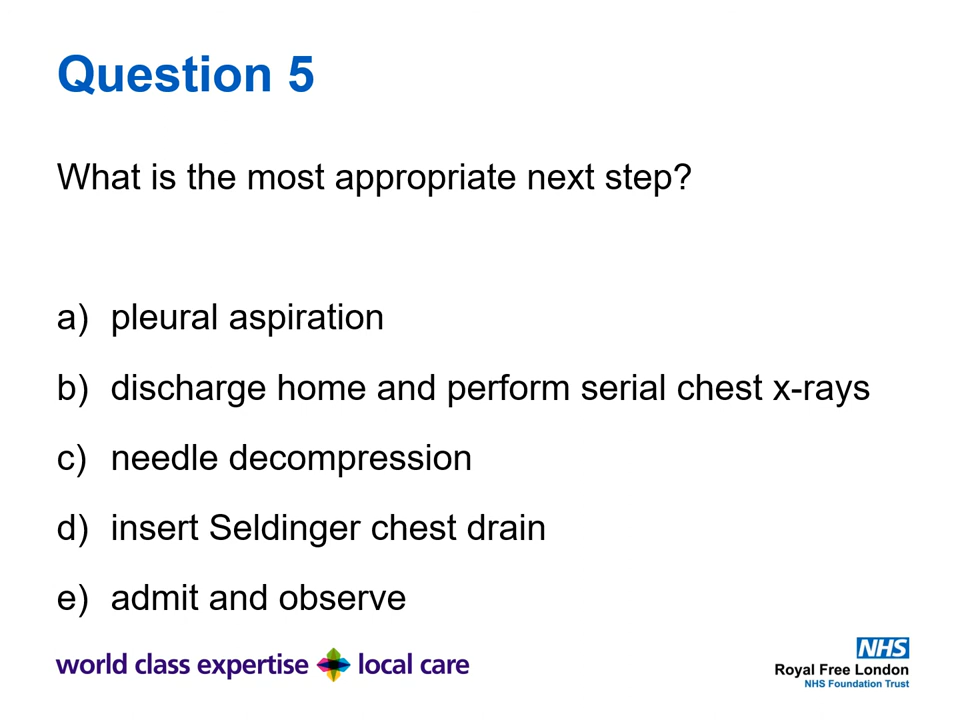 Question 5
What is the most appropriate next step?
a) pleural aspiration
b) discharge home and perform serial chest x-rays
c) needle decompression
d) insert Seldinger chest drain
e) admit and observe
world class expertise local care
NHS
Royal Free London
NHS Foundation Trust